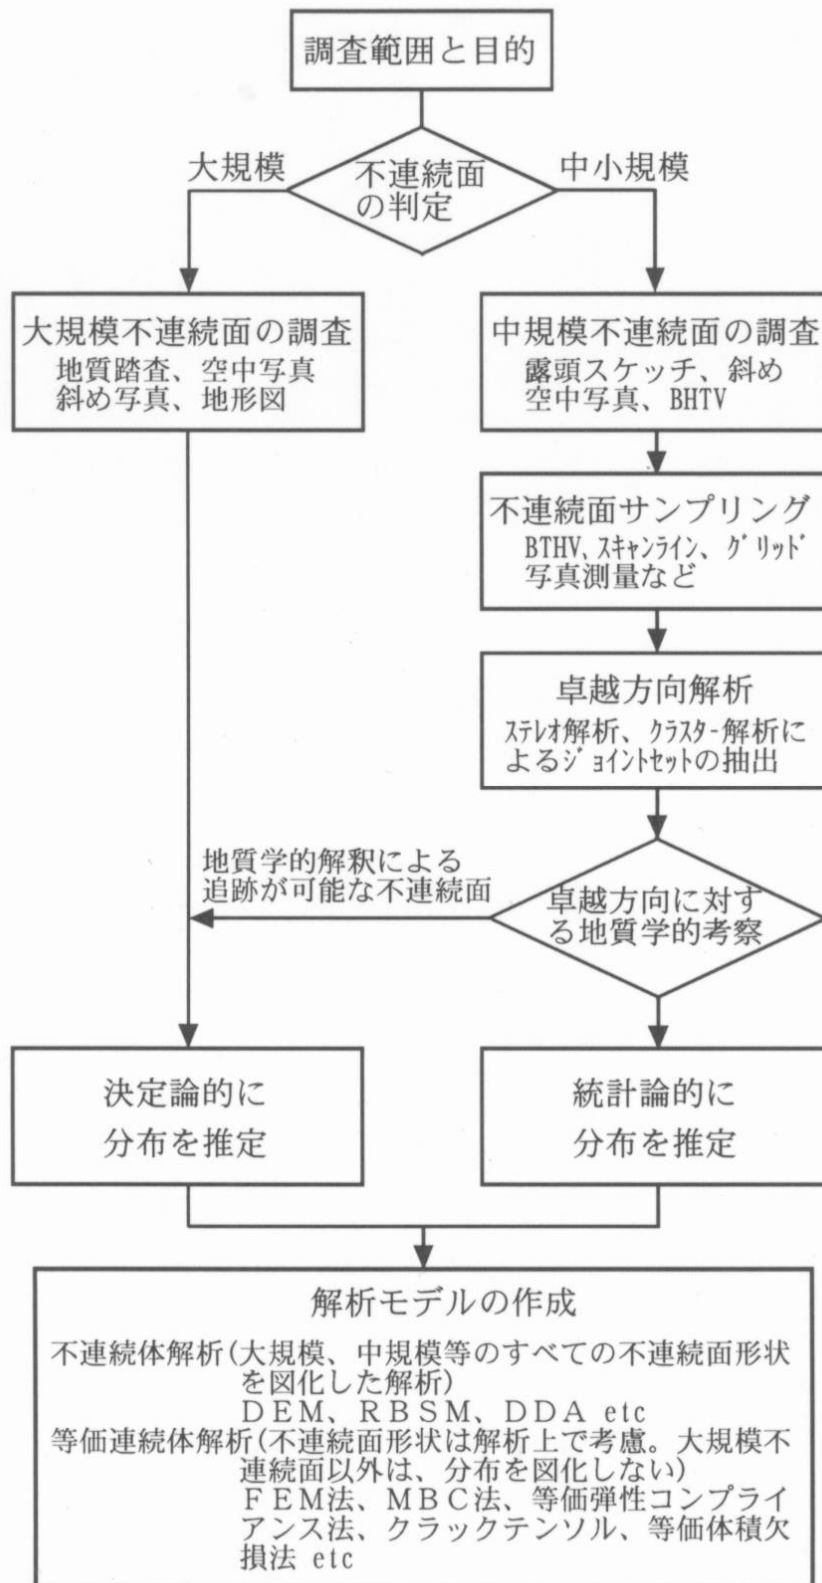 調査範囲と目的
大規模
不連続面
の判定
中小規模
大規模不連続面の調査
地質踏査、空中写真
斜め写真、地形図
中規模不連続面の調査
露頭スケッチ、斜め
空中写真、BHTV
不連続面サンプリング
BTHV、ｽｷｬﾝﾗｲﾝ、ｸﾞﾘｯﾄﾞ
写真測量など
卓越方向解析
ｽﾃﾚｵ解析、ｸﾗｽﾀｰ解析に
よるｼﾞｮｲﾝﾄｾｯﾄの抽出
地質学的解釈による
追跡が可能な不連続面
卓越方向に対す
る地質学的考察
決定論的に
分布を推定
統計論的に
分布を推定
解析モデルの作成
不連続体解析(大規模、中規模等のすべての不連続面形状
を図化した解析)
ＤＥＭ、ＲＢＳＭ、ＤＤＡ etc
等価連続体解析(不連続面形状は解析上で考慮。大規模不
連続面以外は、分布を図化しない)
ＦＥＭ法、ＭＢＣ法、等価弾性コンプライ
アンス法、クラックテンソル、等価体積欠
損法 etc